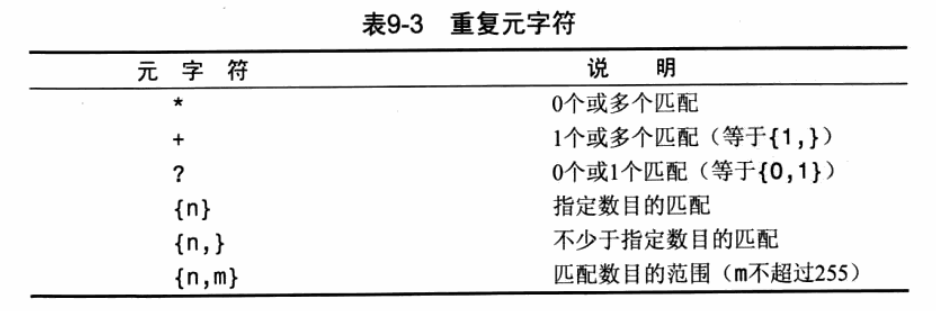 表9-3 重复元字符
元 字 符 说 明
* 0个或多个匹配
+ 1个或多个匹配（等于{1,}）
? 0个或1个匹配（等于{0,1}）
{n} 指定数目的匹配
{n,} 不少于指定数目的匹配
{n,m} 匹配数目的范围（m不超过255）